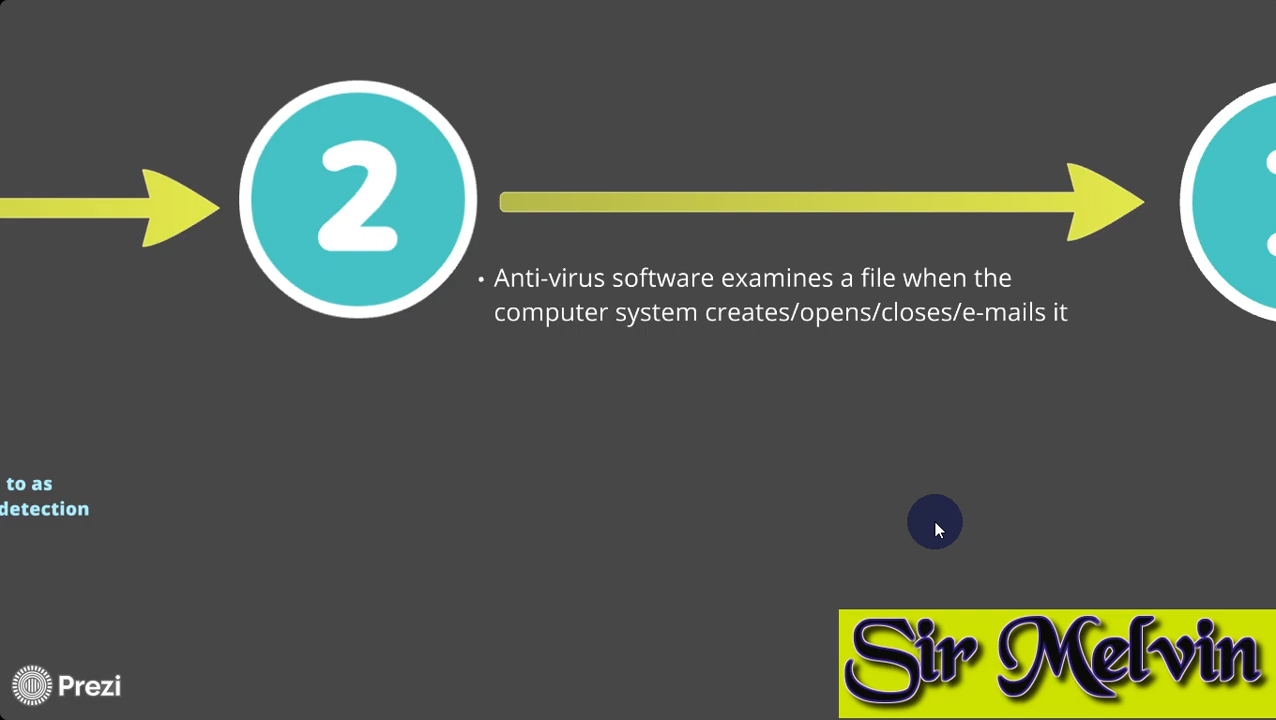 2
• Anti-virus software examines a file when the
computer system creates/opens/closes/e-mails it
to as
detection
Prezi
Sir Melvin